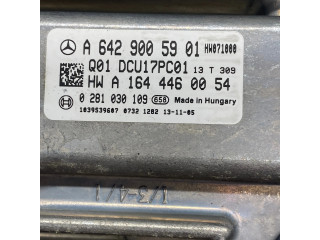 A 642 900 59 01 HW071000
Q01 DCU17PC01 13 T 309
HW A 164 446 00 54
0 281 030 109 658 Made in Hungary
1039S39607 0732 1282 13-11-05